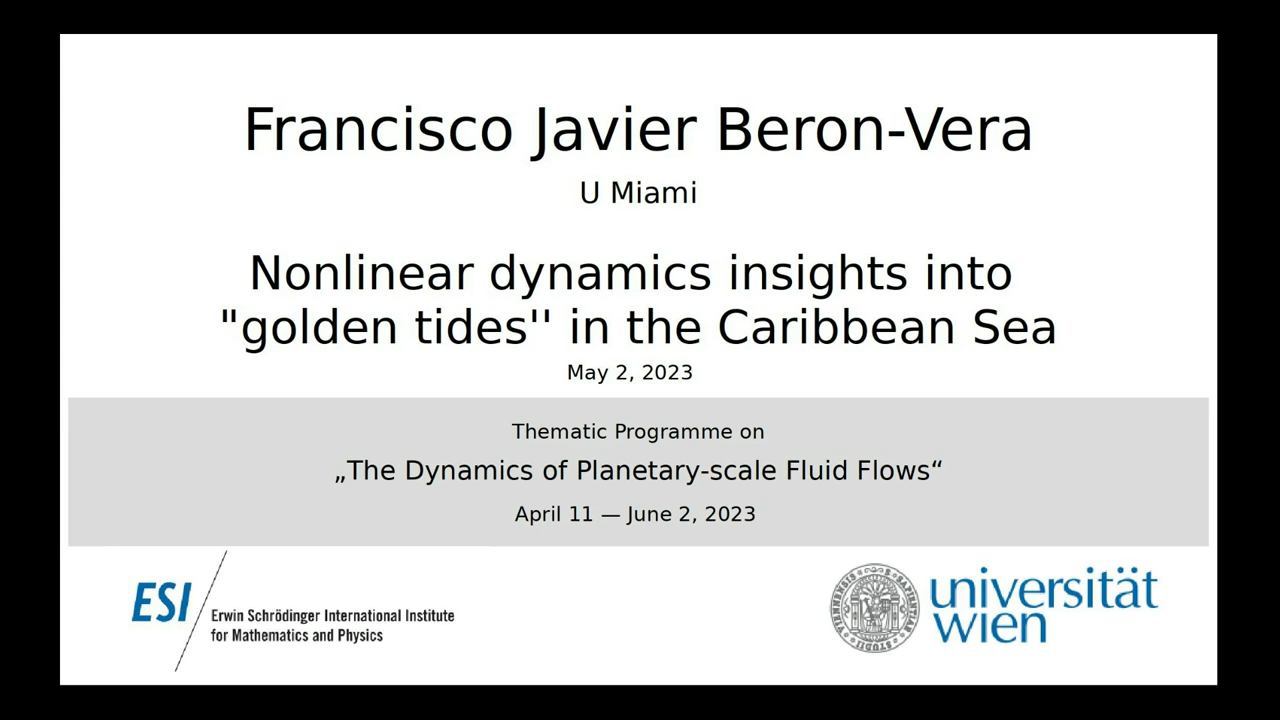 Francisco Javier Beron-Vera
U Miami
Nonlinear dynamics insights into
"golden tides'' in the Caribbean Sea
May 2, 2023
Thematic Programme on
„The Dynamics of Planetary-scale Fluid Flows“
April 11 — June 2, 2023
ESI
Erwin Schrödinger International Institute
for Mathematics and Physics
universität
wien